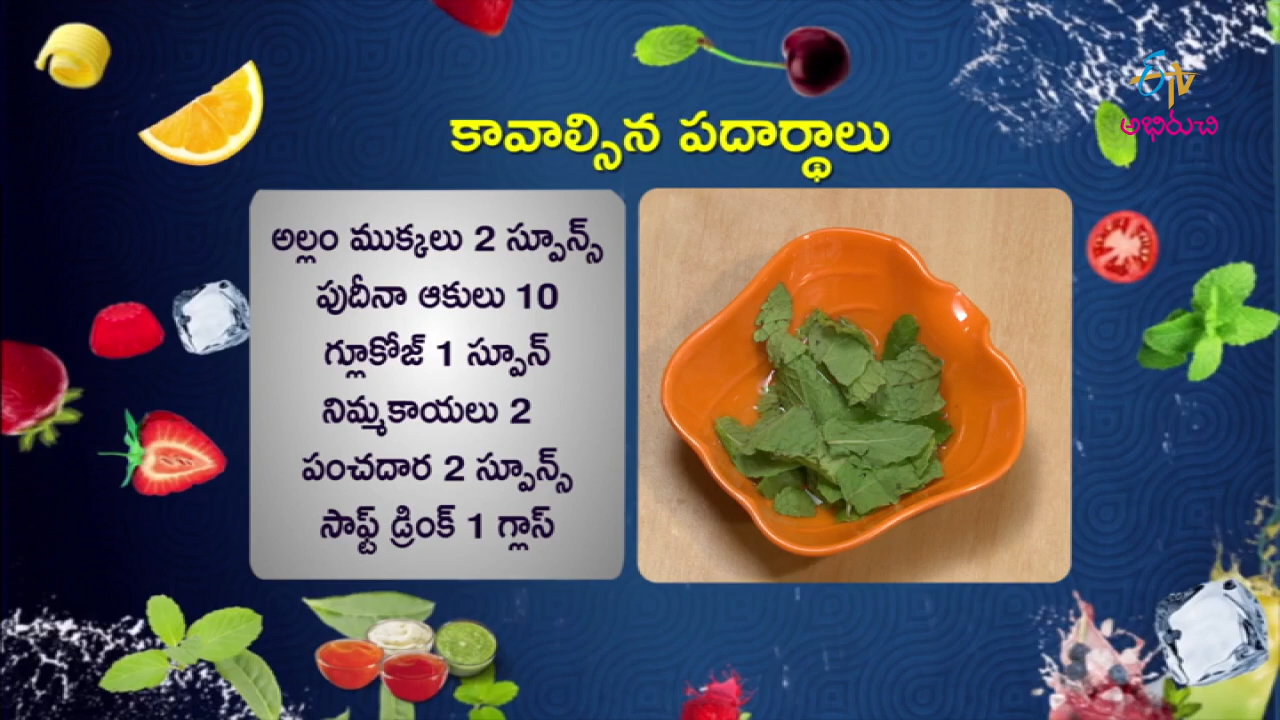 కావాల్సిన పదార్థాలు
ETV
అభిరుచి
అల్లం ముక్కలు 2 స్పూన్స్
పుదీనా ఆకులు 10
గ్లూకోజ్ 1 స్పూన్
నిమ్మకాయలు 2
పంచదార 2 స్పూన్స్
సాఫ్ట్ డ్రింక్ 1 గ్లాస్